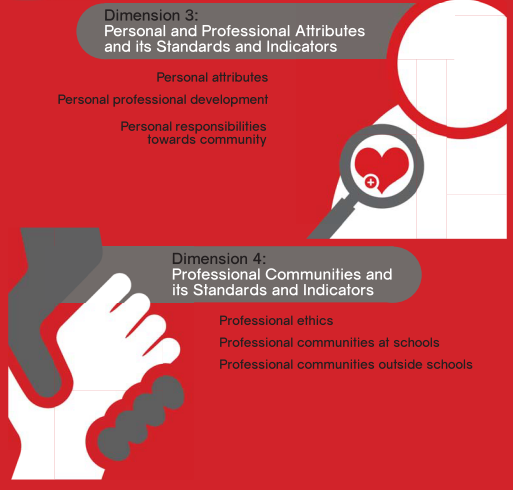 Dimension 3:
Personal and Professional Attributes
and its Standards and Indicators
Personal attributes
Personal professional development
Personal responsibilities
towards community
Dimension 4:
Professional Communities and
its Standards and Indicators
Professional ethics
Professional communities at schools
Professional communities outside schools